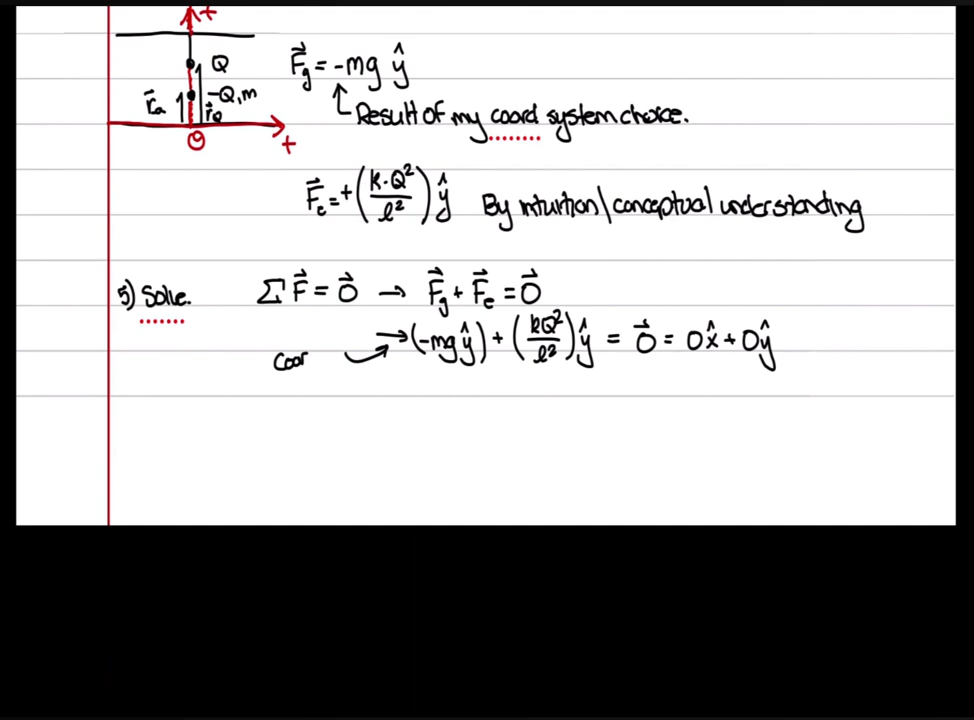 +
Q
-Q,m
r⃗a
r⃗Q
O
+
F⃗g = -mg ŷ
Result of my coord system choice.
F⃗e = +(k·Q²/ℓ²) ŷ By intuition\conceptual understanding
5) Solve. ΣF⃗ = 0⃗ → F⃗g + F⃗e = 0⃗
Coor → (-mgŷ) + (kQ²/ℓ²)ŷ = 0⃗ = 0x̂ + 0ŷ